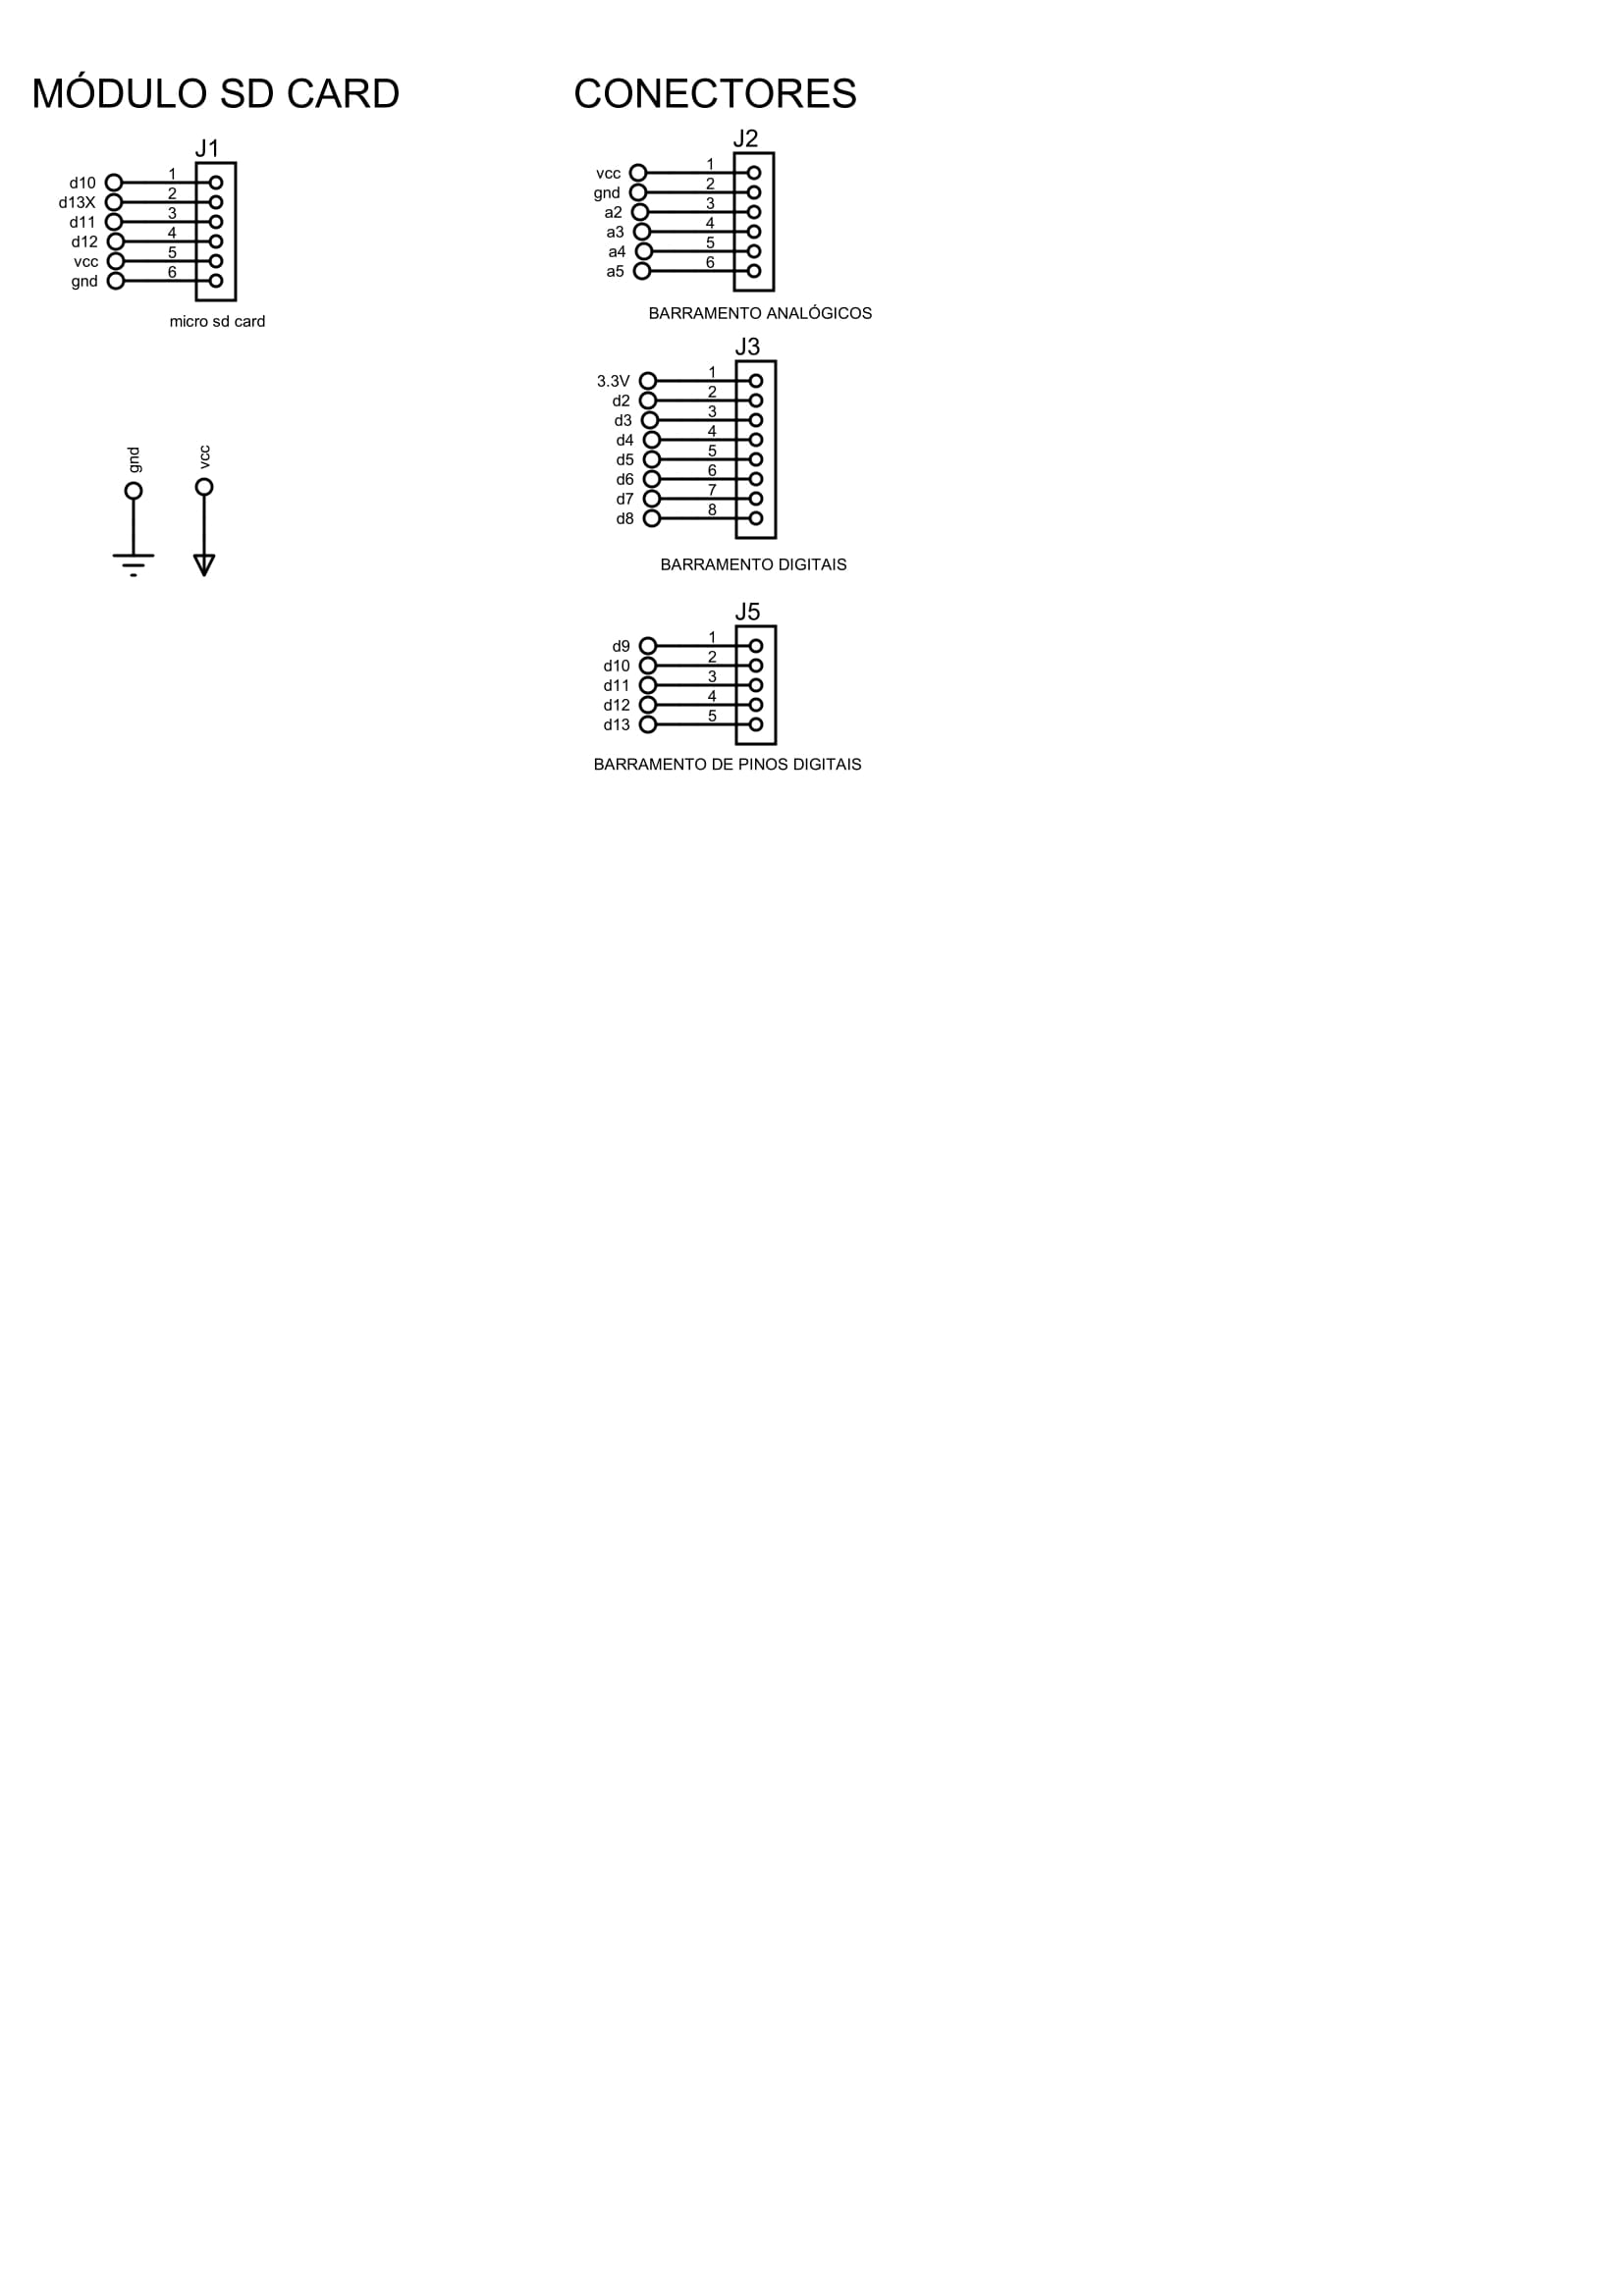 MÓDULO SD CARD
J1
d10 1
d13X 2
d11 3
d12 4
vcc 5
gnd 6
micro sd card
gnd
vcc
CONECTORES
J2
vcc 1
gnd 2
a2 3
a3 4
a4 5
a5 6
BARRAMENTO ANALÓGICOS
J3
3.3V 1
d2 2
d3 3
d4 4
d5 5
d6 6
d7 7
d8 8
BARRAMENTO DIGITAIS
J5
d9 1
d10 2
d11 3
d12 4
d13 5
BARRAMENTO DE PINOS DIGITAIS